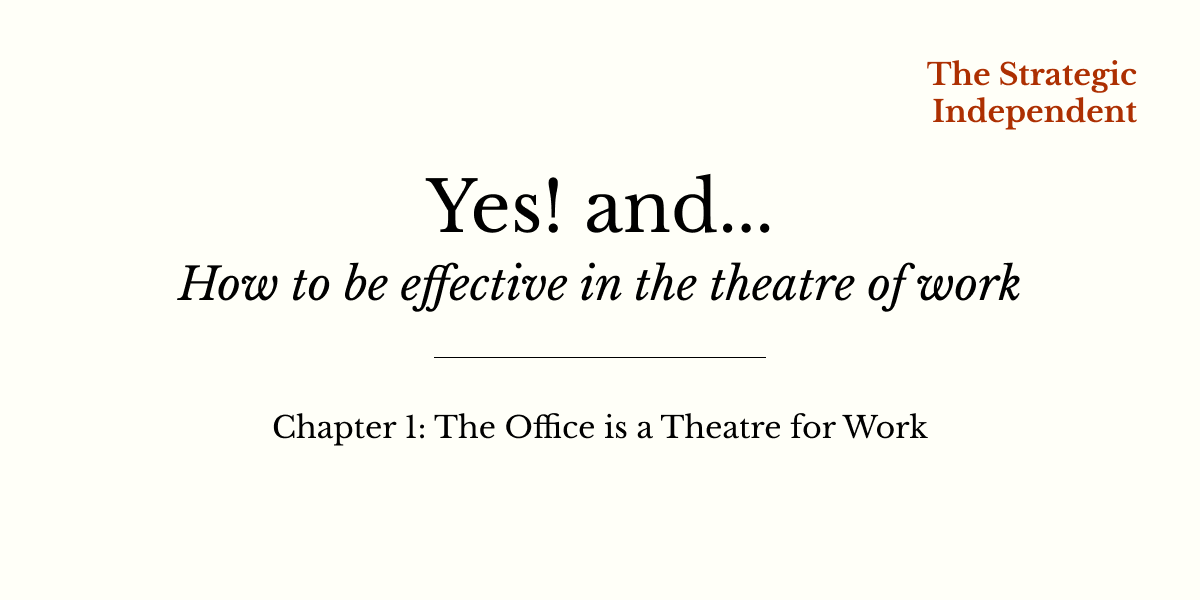 The Strategic
Independent
Yes! and...
How to be effective in the theatre of work
Chapter 1: The Office is a Theatre for Work